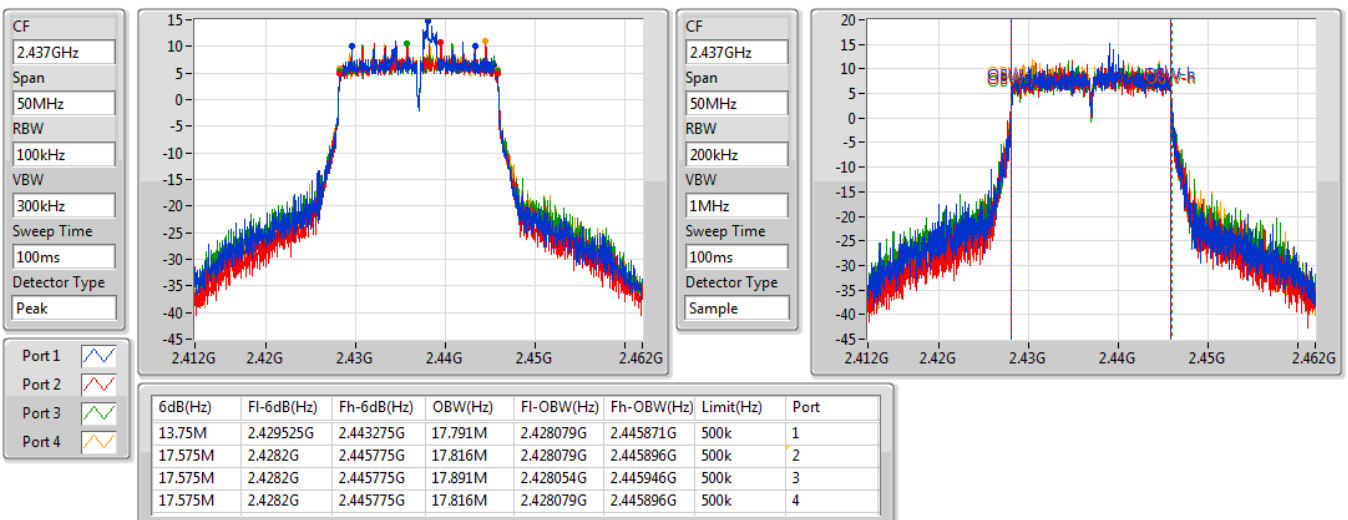 CF
2.437GHz
Span
50MHz
RBW
100kHz
VBW
300kHz
Sweep Time
100ms
Detector Type
Peak
15
10
5
0
-5
-10
-15
-20
-25
-30
-35
-40
-45
2.412G 2.42G 2.43G 2.44G 2.45G 2.462G
CF
2.437GHz
Span
50MHz
RBW
200kHz
VBW
1MHz
Sweep Time
100ms
Detector Type
Sample
20
15
10
5
0
-5
-10
-15
-20
-25
-30
-35
-40
-45
2.412G 2.42G 2.43G 2.44G 2.45G 2.462G
Port 1
Port 2
Port 3
Port 4
6dB(Hz) Fl-6dB(Hz) Fh-6dB(Hz) OBW(Hz) Fl-OBW(Hz) Fh-OBW(Hz) Limit(Hz) Port
13.75M 2.429525G 2.443275G 17.791M 2.428079G 2.445871G 500k 1
17.575M 2.4282G 2.445775G 17.816M 2.428079G 2.445896G 500k 2
17.575M 2.4282G 2.445775G 17.891M 2.428054G 2.445946G 500k 3
17.575M 2.4282G 2.445775G 17.816M 2.428079G 2.445896G 500k 4